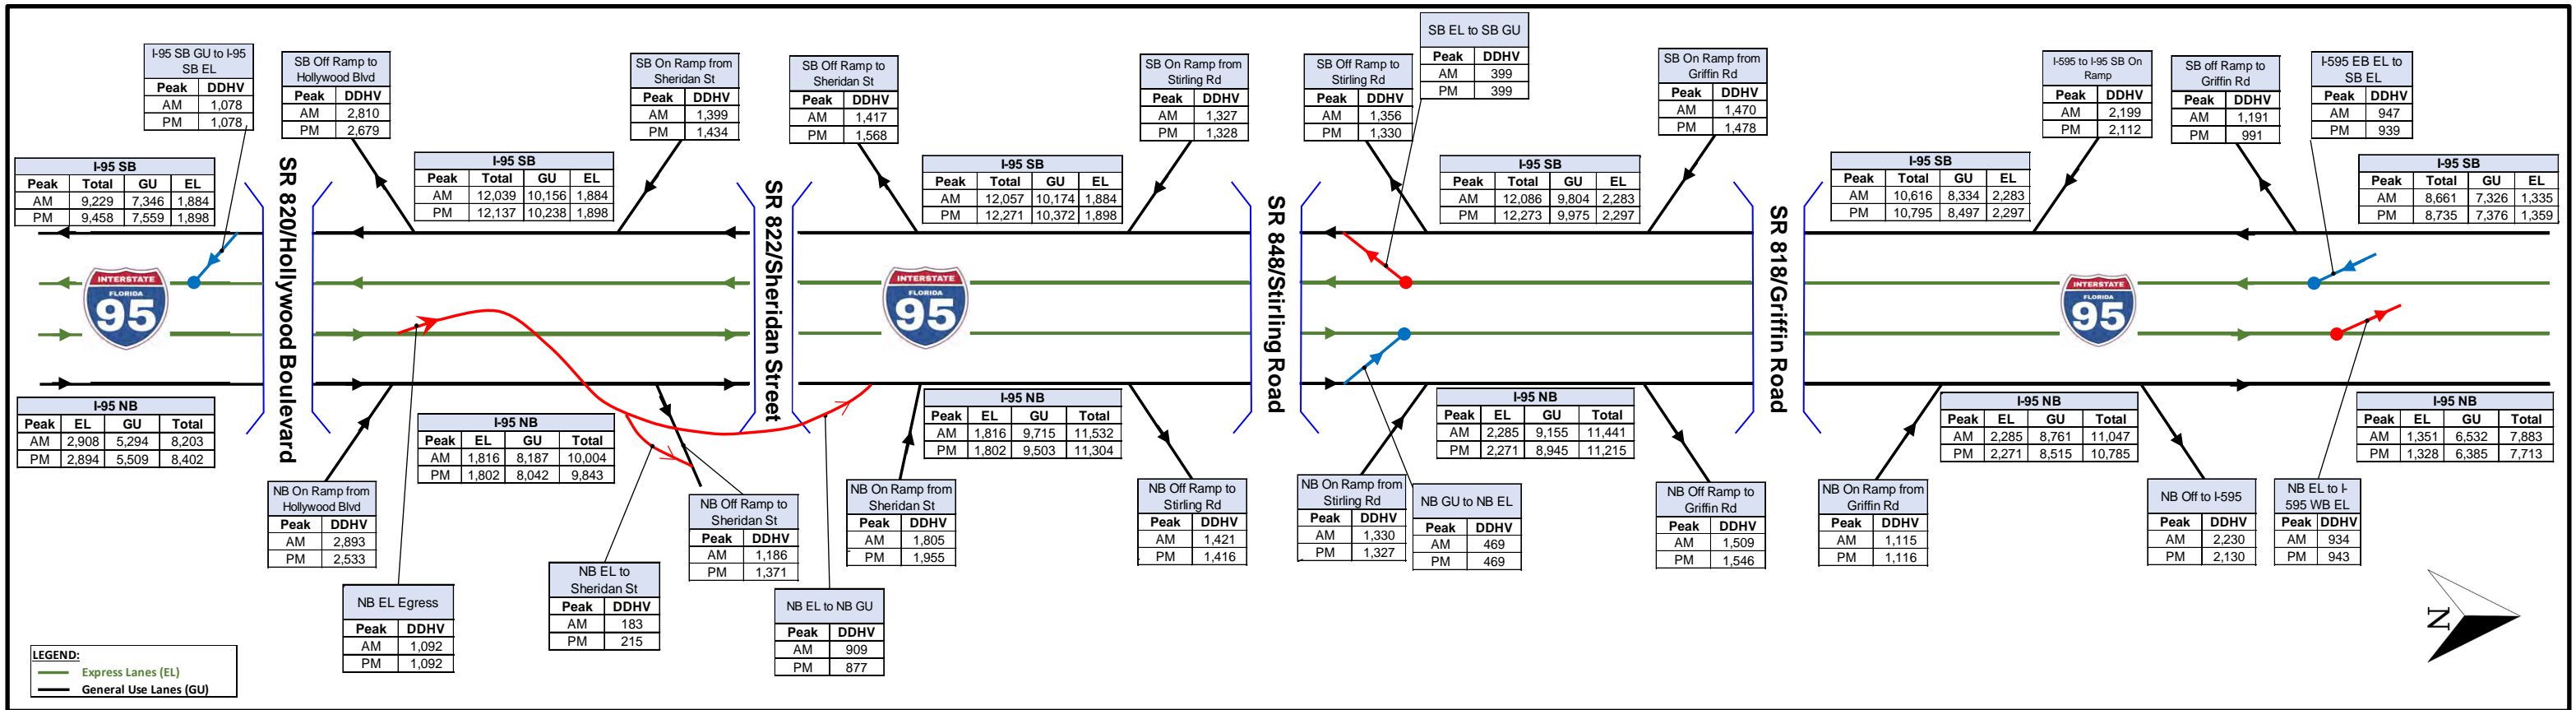 I-95 SB GU to I-95
SB EL
Peak DDHV
AM 1,078
PM 1,078
SB Off Ramp to
Hollywood Blvd
Peak DDHV
AM 2,810
PM 2,679
SB On Ramp from
Sheridan St
Peak DDHV
AM 1,399
PM 1,434
SB Off Ramp to
Sheridan St
Peak DDHV
AM 1,417
PM 1,568
SB On Ramp from
Stirling Rd
Peak DDHV
AM 1,327
PM 1,328
SB Off Ramp to
Stirling Rd
Peak DDHV
AM 1,356
PM 1,330
SB EL to SB GU
Peak DDHV
AM 399
PM 399
SB On Ramp from
Griffin Rd
Peak DDHV
AM 1,470
PM 1,478
I-595 to I-95 SB On
Ramp
Peak DDHV
AM 2,199
PM 2,112
SB off Ramp to
Griffin Rd
Peak DDHV
AM 1,191
PM 991
I-595 EB EL to
SB EL
Peak DDHV
AM 947
PM 939
I-95 SB
Peak Total GU EL
AM 9,229 7,346 1,884
PM 9,458 7,559 1,898
I-95 SB
Peak Total GU EL
AM 12,039 10,156 1,884
PM 12,137 10,238 1,898
I-95 SB
Peak Total GU EL
AM 12,057 10,174 1,884
PM 12,271 10,372 1,898
I-95 SB
Peak Total GU EL
AM 12,086 9,804 2,283
PM 12,273 9,975 2,297
I-95 SB
Peak Total GU EL
AM 10,616 8,334 2,283
PM 10,795 8,497 2,297
I-95 SB
Peak Total GU EL
AM 8,661 7,326 1,335
PM 8,735 7,376 1,359
SR 820/Hollywood Boulevard
SR 822/Sheridan Street
SR 848/Stirling Road
SR 818/Griffin Road
INTERSTATE
FLORIDA
95
INTERSTATE
FLORIDA
95
INTERSTATE
FLORIDA
95
I-95 NB
Peak EL GU Total
AM 2,908 5,294 8,203
PM 2,894 5,509 8,402
I-95 NB
Peak EL GU Total
AM 1,816 8,187 10,004
PM 1,802 8,042 9,843
I-95 NB
Peak EL GU Total
AM 1,816 9,715 11,532
PM 1,802 9,503 11,304
I-95 NB
Peak EL GU Total
AM 2,285 9,155 11,441
PM 2,271 8,945 11,215
I-95 NB
Peak EL GU Total
AM 2,285 8,761 11,047
PM 2,271 8,515 10,785
I-95 NB
Peak EL GU Total
AM 1,351 6,532 7,883
PM 1,328 6,385 7,713
NB On Ramp from
Hollywood Blvd
Peak DDHV
AM 2,893
PM 2,533
NB EL Egress
Peak DDHV
AM 1,092
PM 1,092
NB EL to
Sheridan St
Peak DDHV
AM 183
PM 215
NB Off Ramp to
Sheridan St
Peak DDHV
AM 1,186
PM 1,371
NB EL to NB GU
Peak DDHV
AM 909
PM 877
NB On Ramp from
Sheridan St
Peak DDHV
AM 1,805
PM 1,955
NB Off Ramp to
Stirling Rd
Peak DDHV
AM 1,421
PM 1,416
NB On Ramp from
Stirling Rd
Peak DDHV
AM 1,330
PM 1,327
NB GU to NB EL
Peak DDHV
AM 469
PM 469
NB Off Ramp to
Griffin Rd
Peak DDHV
AM 1,509
PM 1,546
NB On Ramp from
Griffin Rd
Peak DDHV
AM 1,115
PM 1,116
NB Off to I-595
Peak DDHV
AM 2,230
PM 2,130
NB EL to I-
595 WB EL
Peak DDHV
AM 934
PM 943
N
LEGEND:
Express Lanes (EL)
General Use Lanes (GU)